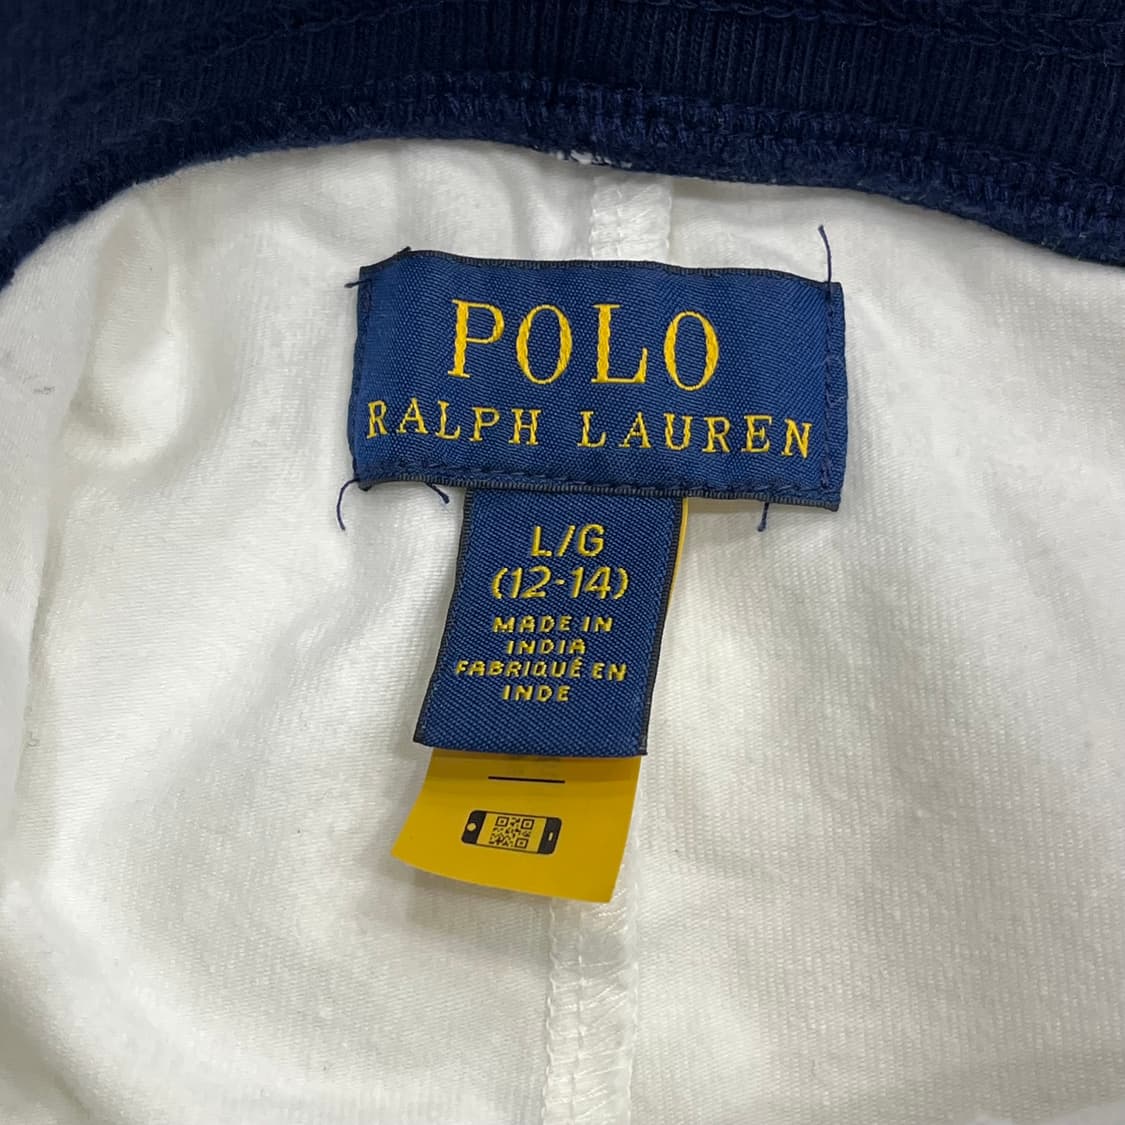 POLO
RALPH LAUREN
L/G
(12-14)
MADE IN
INDIA
FABRIQUÉ EN
INDE